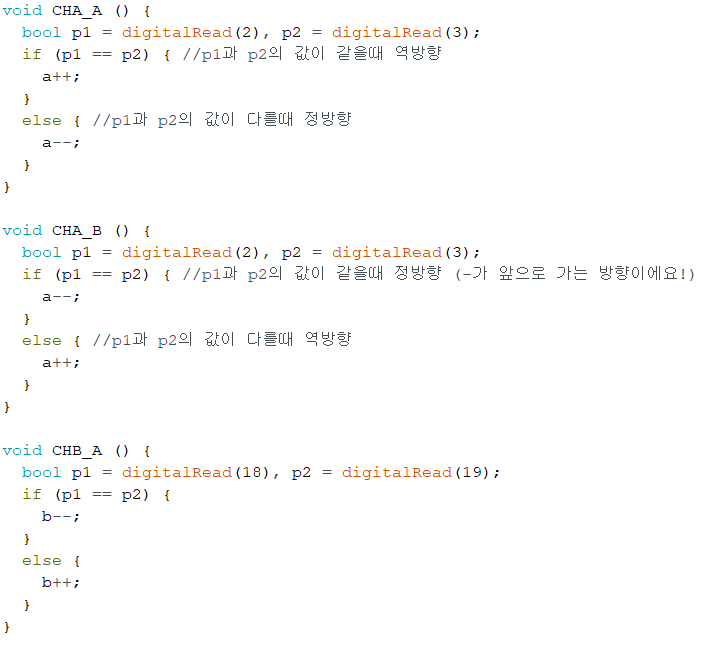 void CHA_A () {
  bool p1 = digitalRead(2), p2 = digitalRead(3);
  if (p1 == p2) { //p1과 p2의 값이 같을때 역방향
    a++;
  }
  else { //p1과 p2의 값이 다를때 정방향
    a--;
  }
}

void CHA_B () {
  bool p1 = digitalRead(2), p2 = digitalRead(3);
  if (p1 == p2) { //p1과 p2의 값이 같을때 정방향 (-가 앞으로 가는 방향이에요!)
    a--;
  }
  else { //p1과 p2의 값이 다를때 역방향
    a++;
  }
}

void CHB_A () {
  bool p1 = digitalRead(18), p2 = digitalRead(19);
  if (p1 == p2) {
    b--;
  }
  else {
    b++;
  }
}